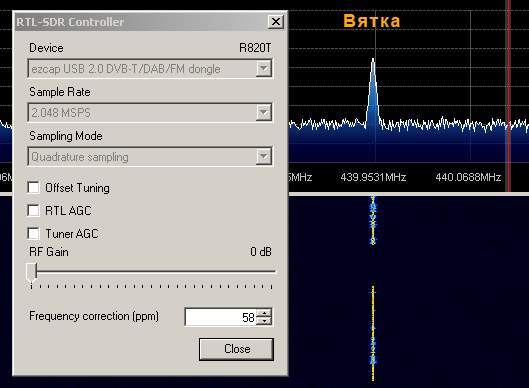 RTL-SDR Controller
Device R820T
ezcap USB 2.0 DVB-T/DAB/FM dongle
Sample Rate
2.048 MSPS
Sampling Mode
Quadrature sampling
Offset Tuning
RTL AGC
Tuner AGC
RF Gain 0 dB
Frequency correction (ppm) 58
Close
Вятка
439.9531MHz 440.0688MHz